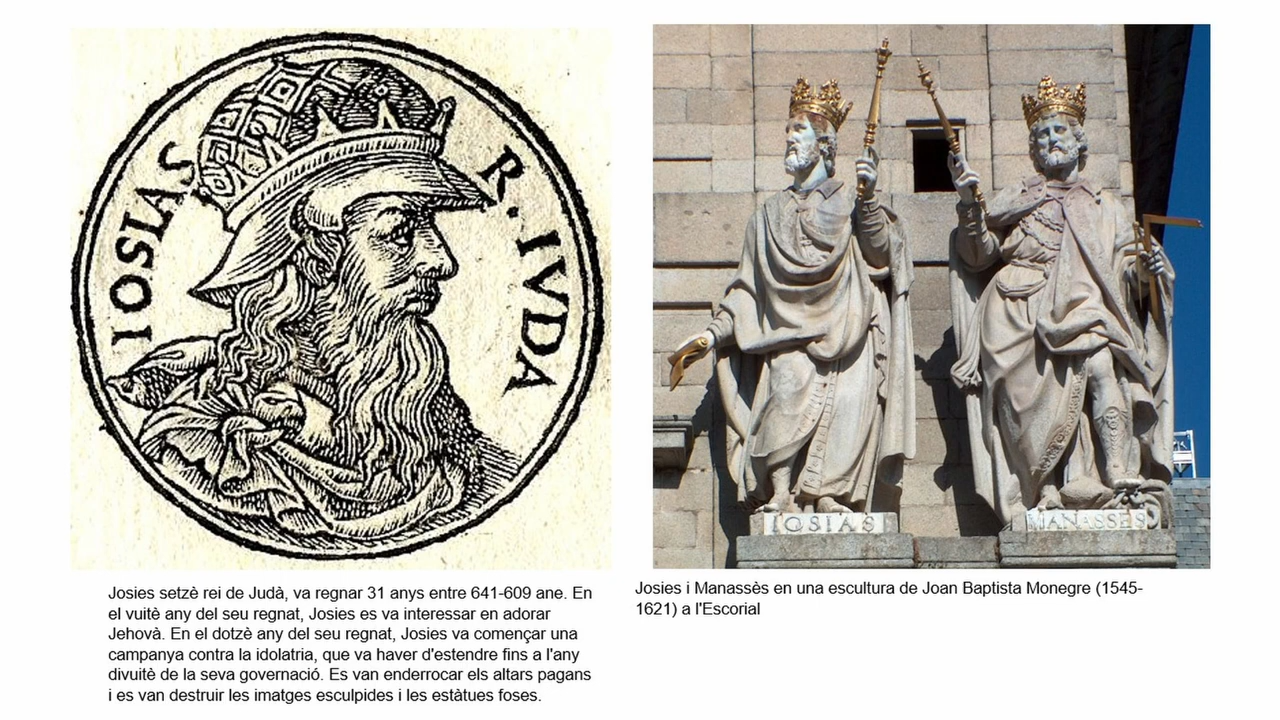 IOSIAS R. IVDA
IOSIAS
MANASSES
Josies setzè rei de Judà, va regnar 31 anys entre 641-609 ane. En
el vuitè any del seu regnat, Josies es va interessar en adorar
Jehovà. En el dotzè any del seu regnat, Josies va començar una
campanya contra la idolatria, que va haver d'estendre fins a l'any
divuitè de la seva governació. Es van enderrocar els altars pagans
i es van destruir les imatges esculpides i les estàtues foses.
Josies i Manassès en una escultura de Joan Baptista Monegre (1545-
1621) a l'Escorial